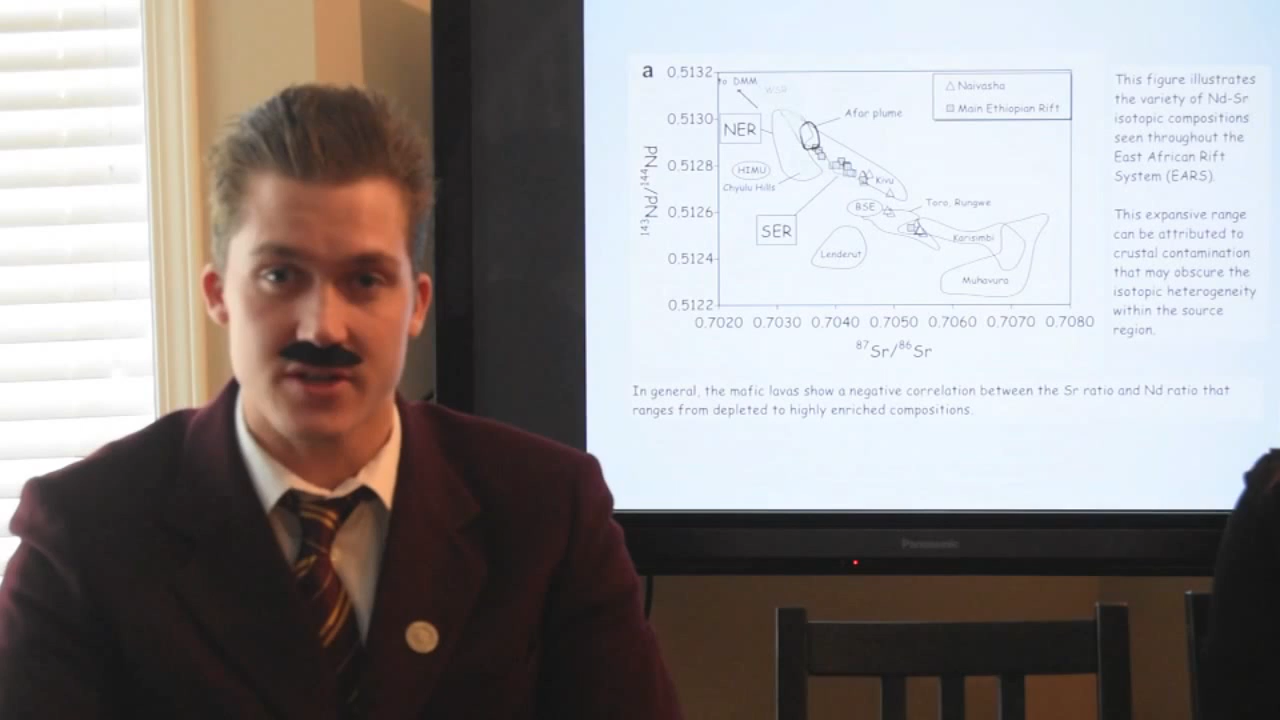 a
0.5132
0.5130
0.5128
0.5126
0.5124
0.5122
¹⁴³Nd/¹⁴⁴Nd
to DMM
WSR
NER
Afar plume
△ Naivasha
Main Ethiopian Rift
HIMU
Chyulu Hills
Kivu
BSE
Toro, Rungwe
SER
Lenderut
Karisimbi
Muhavura
0.7020 0.7030 0.7040 0.7050 0.7060 0.7070 0.7080
⁸⁷Sr/⁸⁶Sr
This figure illustrates
the variety of Nd-Sr
isotopic compositions
seen throughout the
East African Rift
System (EARS).
This expansive range
can be attributed to
crustal contamination
that may obscure the
isotopic heterogeneity
within the source
region.
In general, the mafic lavas show a negative correlation between the Sr ratio and Nd ratio that
ranges from depleted to highly enriched compositions.
Panasonic